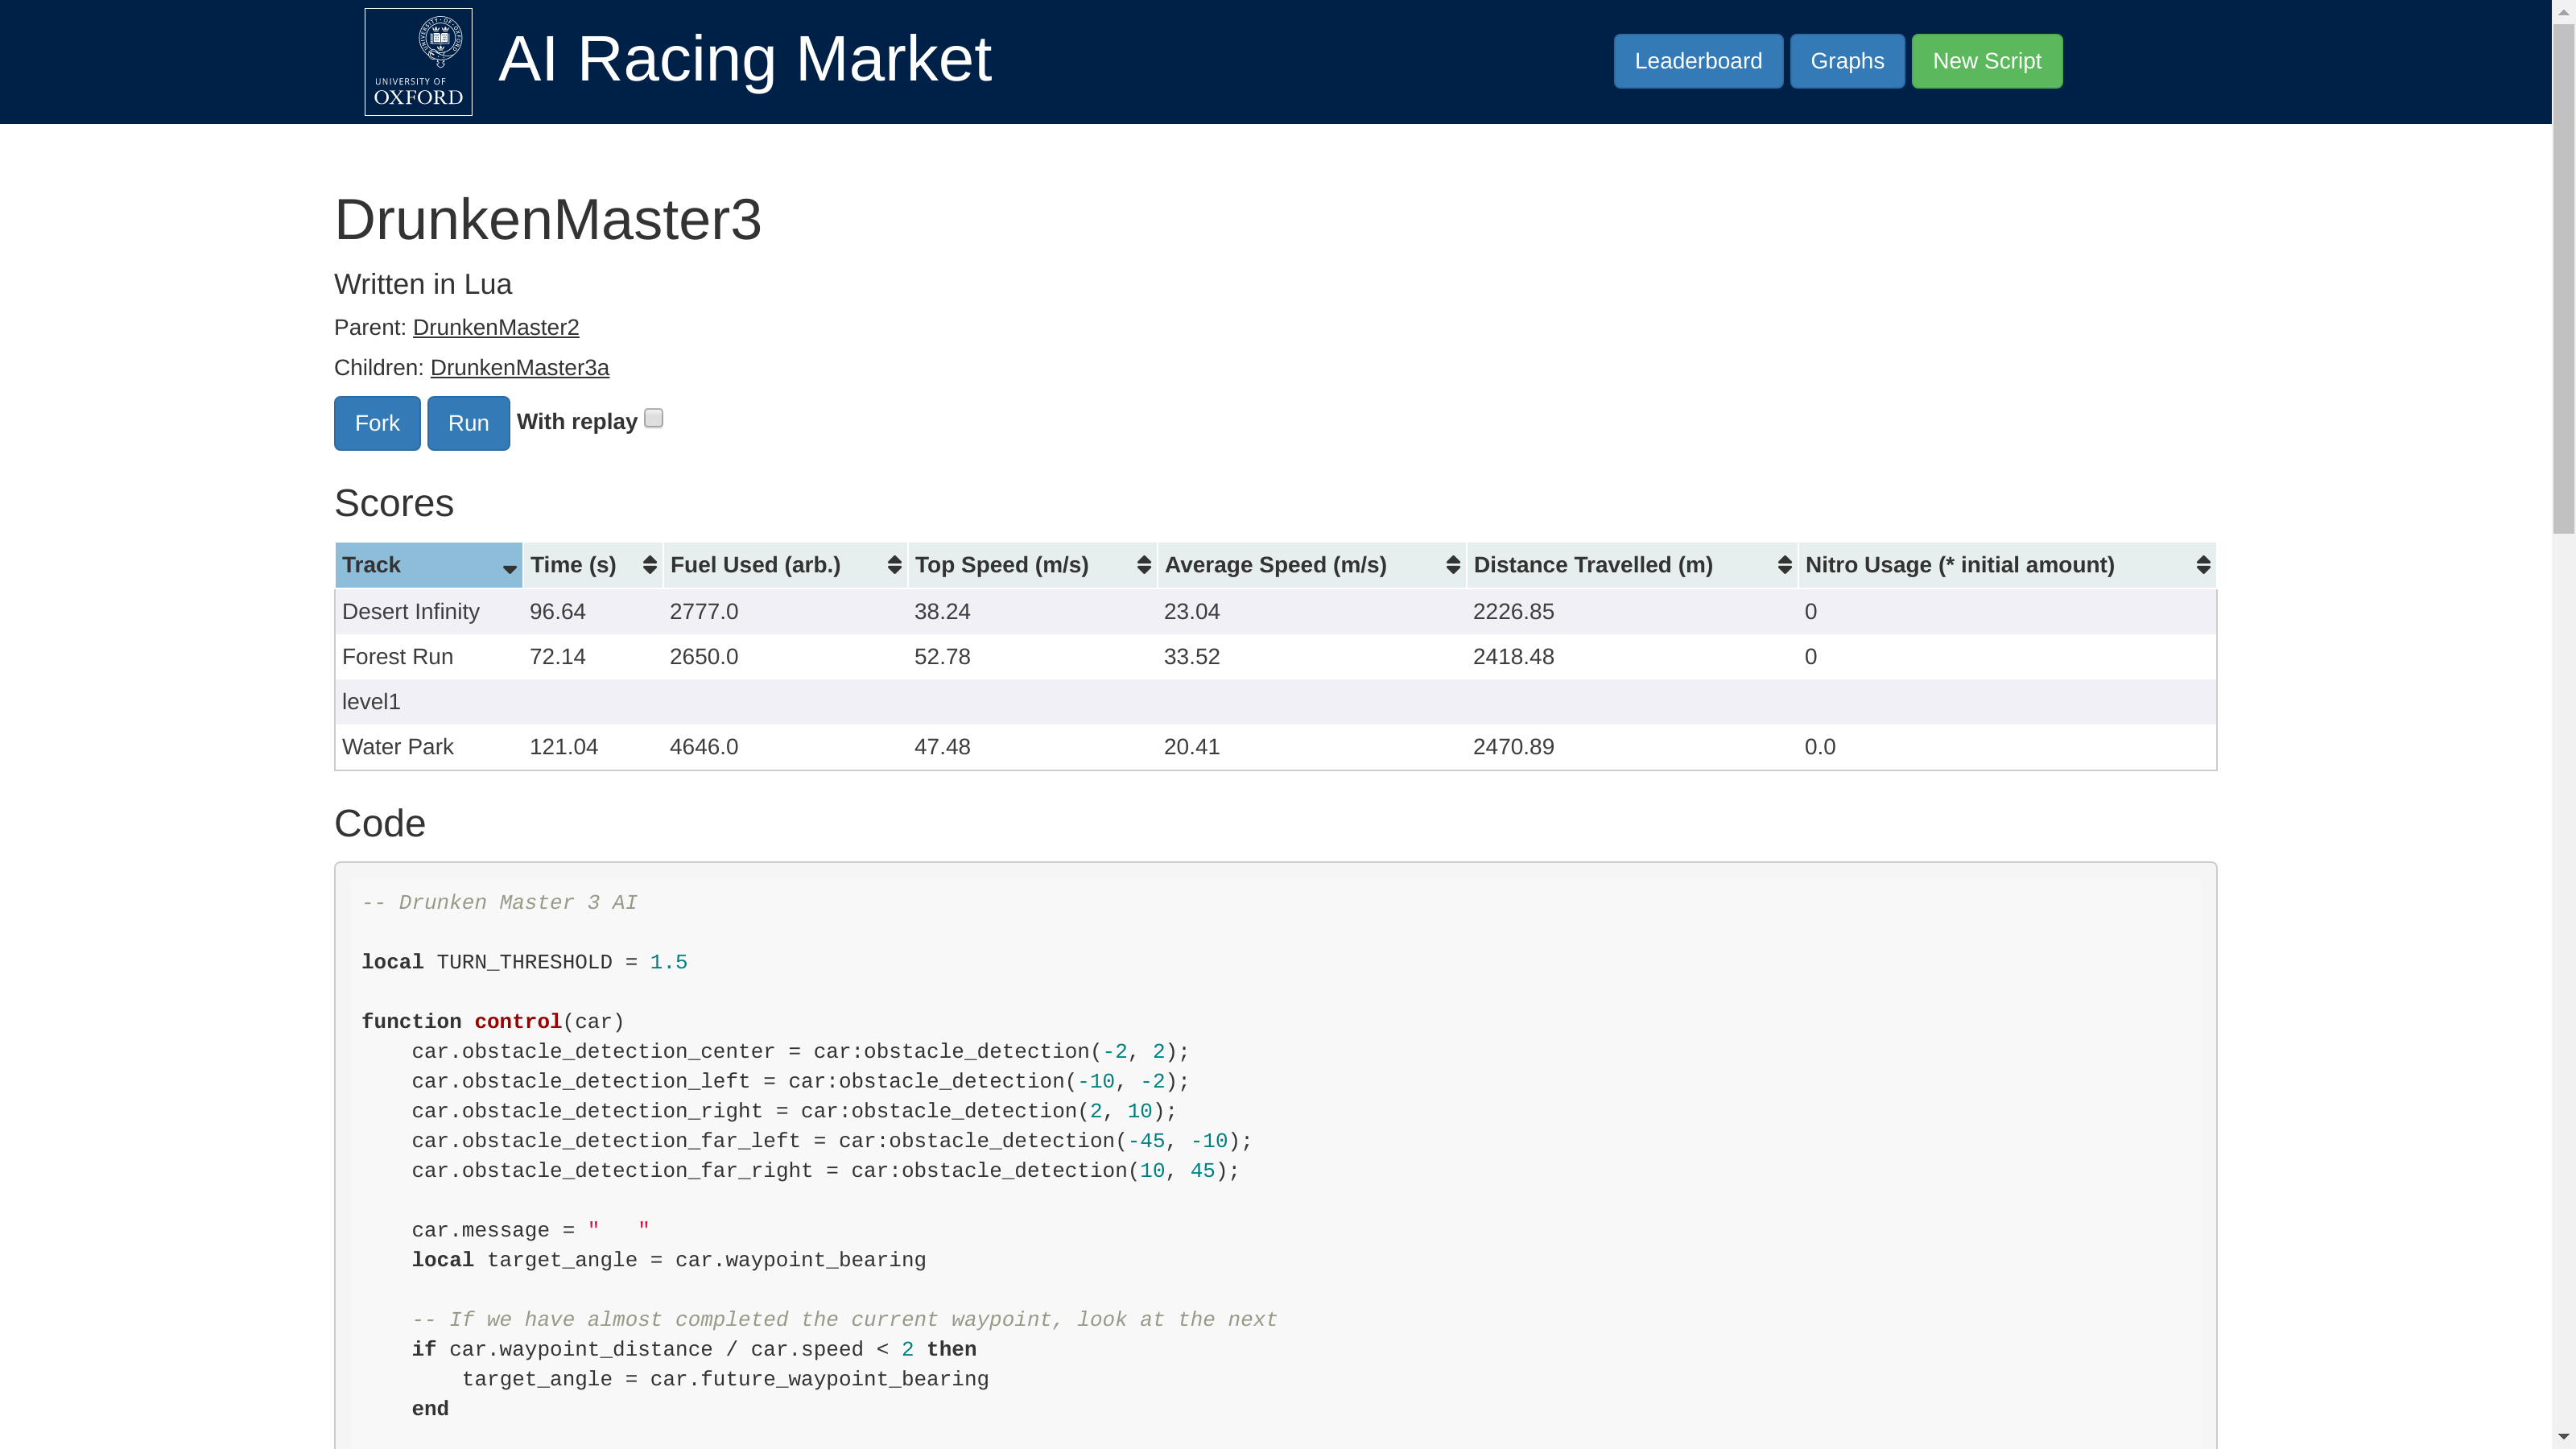 UNIVERSITY OF
OXFORD
AI Racing Market
Leaderboard Graphs New Script
DrunkenMaster3
Written in Lua
Parent: DrunkenMaster2
Children: DrunkenMaster3a
Fork Run With replay
Scores
Track Time (s) Fuel Used (arb.) Top Speed (m/s) Average Speed (m/s) Distance Travelled (m) Nitro Usage (* initial amount)
Desert Infinity 96.64 2777.0 38.24 23.04 2226.85 0
Forest Run 72.14 2650.0 52.78 33.52 2418.48 0
level1
Water Park 121.04 4646.0 47.48 20.41 2470.89 0.0
Code
-- Drunken Master 3 AI
local TURN_THRESHOLD = 1.5
function control(car)
car.obstacle_detection_center = car:obstacle_detection(-2, 2);
car.obstacle_detection_left = car:obstacle_detection(-10, -2);
car.obstacle_detection_right = car:obstacle_detection(2, 10);
car.obstacle_detection_far_left = car:obstacle_detection(-45, -10);
car.obstacle_detection_far_right = car:obstacle_detection(10, 45);
car.message = "   "
local target_angle = car.waypoint_bearing
-- If we have almost completed the current waypoint, look at the next
if car.waypoint_distance / car.speed < 2 then
target_angle = car.future_waypoint_bearing
end